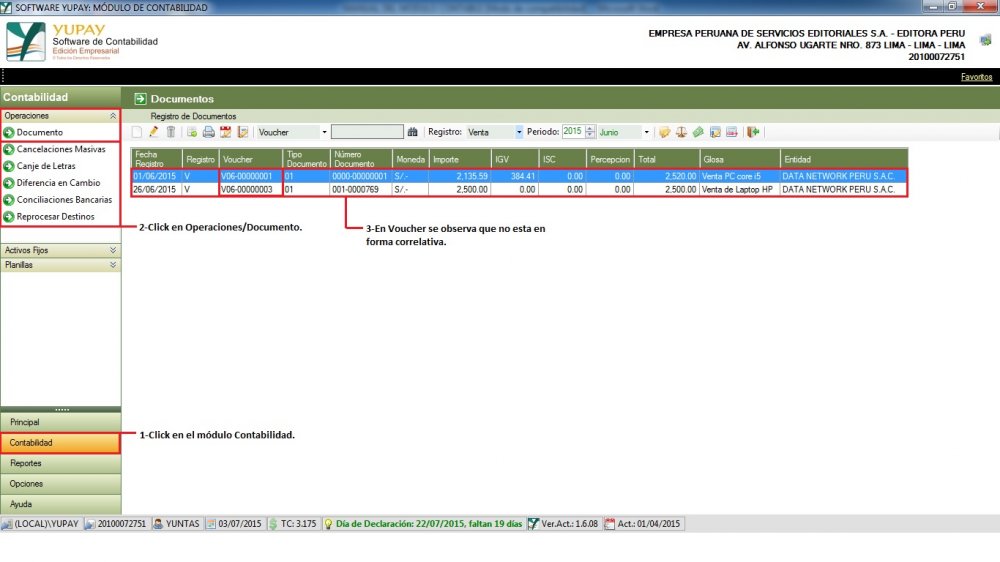 SOFTWARE YUPAY: MÓDULO DE CONTABILIDAD
YUPAY
Software de Contabilidad
Edición Empresarial
EMPRESA PERUANA DE SERVICIOS EDITORIALES S.A. - EDITORA PERU
AV. ALFONSO UGARTE NRO. 873 LIMA - LIMA - LIMA
20100072751
Favoritos
Contabilidad
Documentos
Operaciones
Registro de Documentos
Documento
Voucher
Registro: Venta
Periodo: 2015 Junio
Cancelaciones Masivas
Canje de Letras
Diferencia en Cambio
Conciliaciones Bancarias
Reprocesar Destinos
Fecha Registro Registro Voucher Tipo Documento Número Documento Moneda Importe IGV ISC Percepcion Total Glosa Entidad
01/06/2015 V V06-00000001 01 0000-00000001 S/.- 2,135.59 384.41 0.00 0.00 2,520.00 Venta PC core i5 DATA NETWORK PERU S.A.C.
26/06/2015 V V06-00000003 01 001-0000769 S/.- 2,500.00 0.00 0.00 0.00 2,500.00 Venta de Laptop HP DATA NETWORK PERU S.A.C.
2-Click en Operaciones/Documento.
3-En Voucher se observa que no esta en
forma correlativa.
Activos Fijos
Planillas
Principal
Contabilidad
1-Click en el módulo Contabilidad.
Reportes
Opciones
Ayuda
(LOCAL)\YUPAY 20100072751 YUNTAS 03/07/2015 TC: 3.175 Día de Declaración: 22/07/2015, faltan 19 días Ver.Act.: 1.6.08 Act.: 01/04/2015